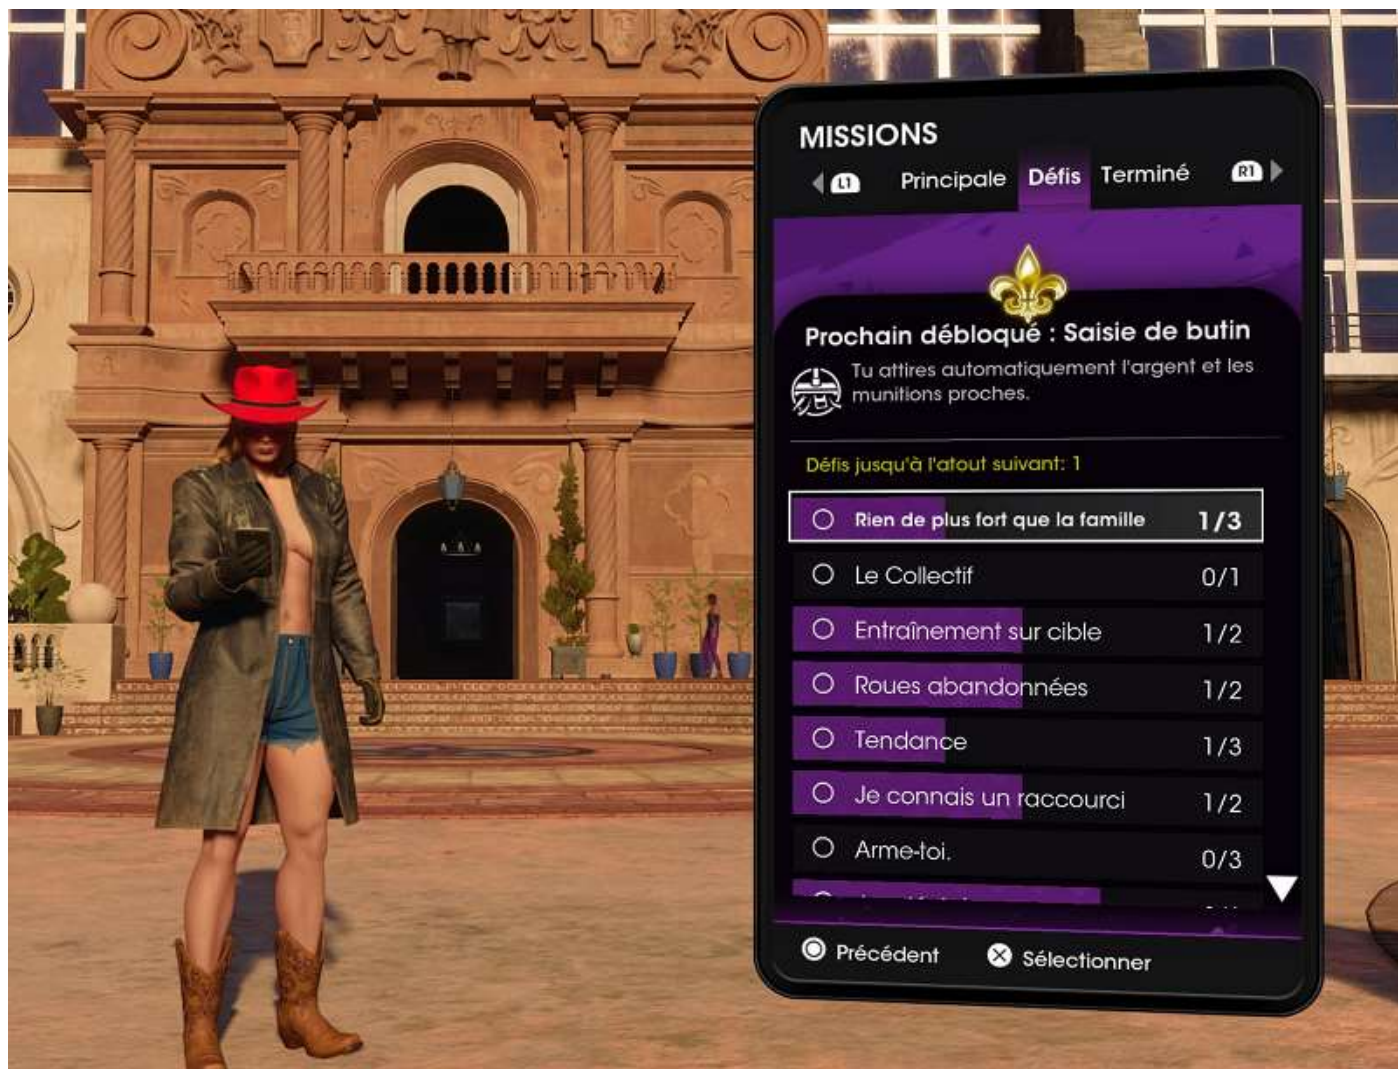 MISSIONS
L1 Principale Défis Terminé R1
Prochain débloqué : Saisie de butin
Tu attires automatiquement l'argent et les
munitions proches.
Défis jusqu'à l'atout suivant: 1
Rien de plus fort que la famille 1/3
Le Collectif 0/1
Entraînement sur cible 1/2
Roues abandonnées 1/2
Tendance 1/3
Je connais un raccourci 1/2
Arme-toi. 0/3
Précédent Sélectionner